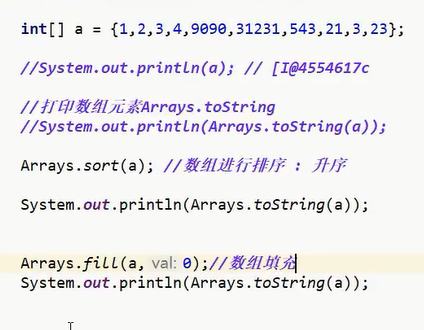 int[] a = {1,2,3,4,9090,31231,543,21,3,23};
//System.out.println(a); // [I@4554617c
//打印数组元素Arrays.toString
//System.out.println(Arrays.toString(a));
Arrays.sort(a); //数组进行排序 : 升序
System.out.println(Arrays.toString(a));
Arrays.fill(a, val: 0);//数组填充
System.out.println(Arrays.toString(a));